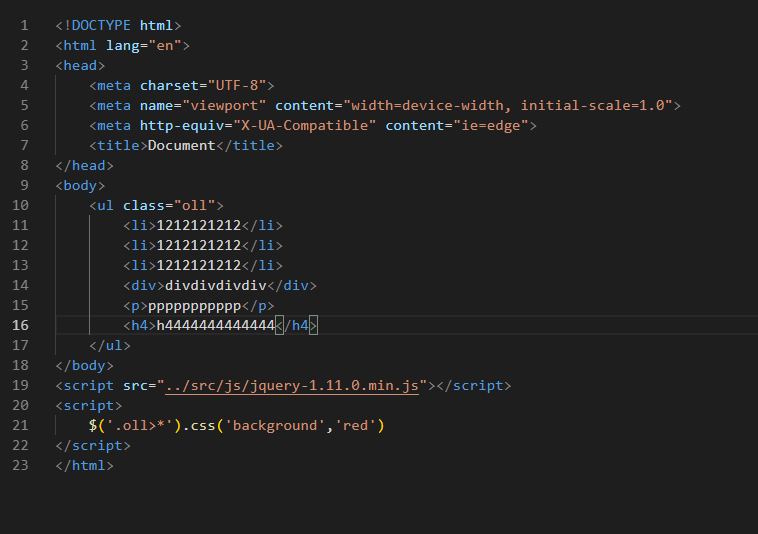 1 <!DOCTYPE html>
2 <html lang="en">
3 <head>
4     <meta charset="UTF-8">
5     <meta name="viewport" content="width=device-width, initial-scale=1.0">
6     <meta http-equiv="X-UA-Compatible" content="ie=edge">
7     <title>Document</title>
8 </head>
9 <body>
10     <ul class="oll">
11         <li>1212121212</li>
12         <li>1212121212</li>
13         <li>1212121212</li>
14         <div>divdivdivdiv</div>
15         <p>ppppppppppp</p>
16         <h4>h4444444444444</h4>
17     </ul>
18 </body>
19 <script src="../src/js/jquery-1.11.0.min.js"></script>
20 <script>
21     $('.oll>*').css('background','red')
22 </script>
23 </html>